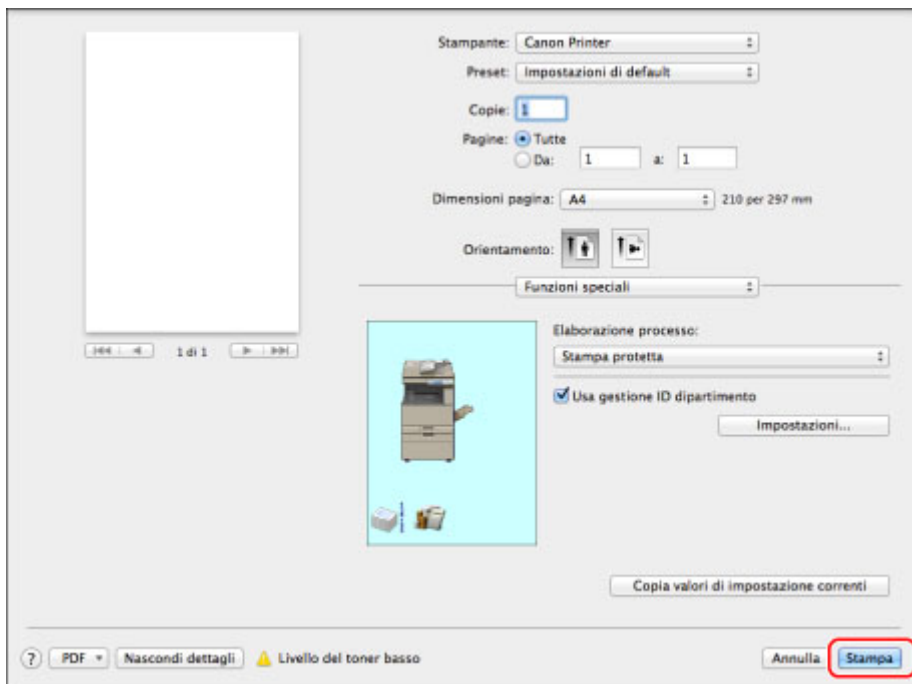 Stampante: Canon Printer
Preset: Impostazioni di default
Copie: 1
Pagine: Tutte
Da: 1 a: 1
Dimensioni pagina: A4 210 per 297 mm
Orientamento:
Funzioni speciali
1 di 1
Elaborazione processo:
Stampa protetta
Usa gestione ID dipartimento
Impostazioni...
Copia valori di impostazione correnti
? PDF Nascondi dettagli Livello del toner basso Annulla Stampa